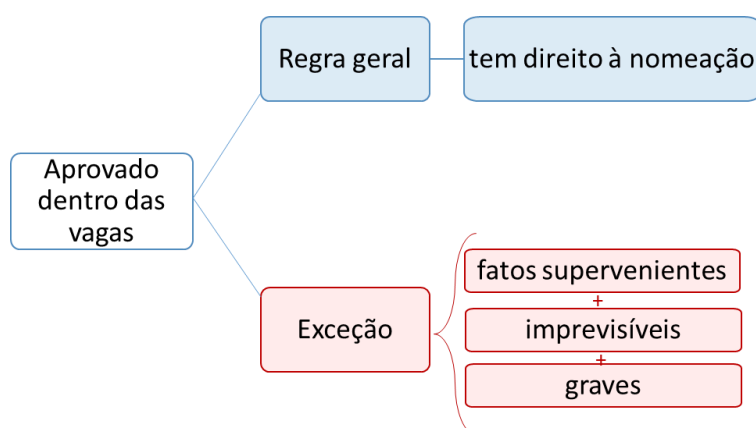 Regra geral
tem direito à nomeação
Aprovado
dentro das
vagas
Exceção
fatos supervenientes
+
imprevisíveis
+
graves